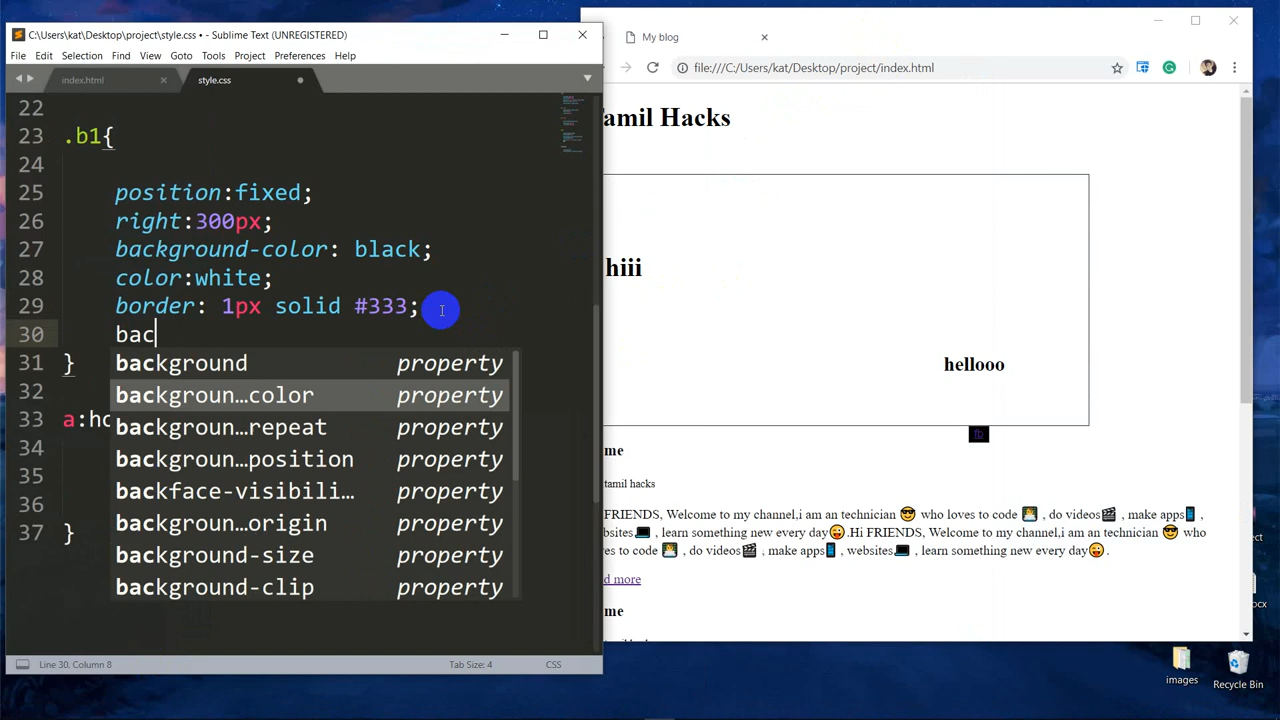 C:\Users\kat\Desktop\project\style.css • - Sublime Text (UNREGISTERED)
File Edit Selection Find View Goto Tools Project Preferences Help
index.html
style.css
22
23 .b1{
24
25 position:fixed;
26 right:300px;
27 background-color: black;
28 color:white;
29 border: 1px solid #333;
30 bac
31 }
32
33 a:ho
34
35
36
37 }
background property
backgroun…color property
backgroun…repeat property
backgroun…position property
backface-visibili… property
backgroun…origin property
background-size property
background-clip property
Line 30, Column 8
Tab Size: 4
CSS
My blog
file:///C:/Users/kat/Desktop/project/index.html
amil Hacks
hiii
hellooo
me
tamil hacks
FRIENDS, Welcome to my channel,i am an technician 😎 who loves to code 👩‍💻 , do videos🎬 , make apps📱 ,
bsites💻 , learn something new every day😜.Hi FRIENDS, Welcome to my channel,i am an technician 😎 who
es to code 👩‍💻 , do videos🎬 , make apps📱 , websites💻 , learn something new every day😜.
d more
me
images
Recycle Bin